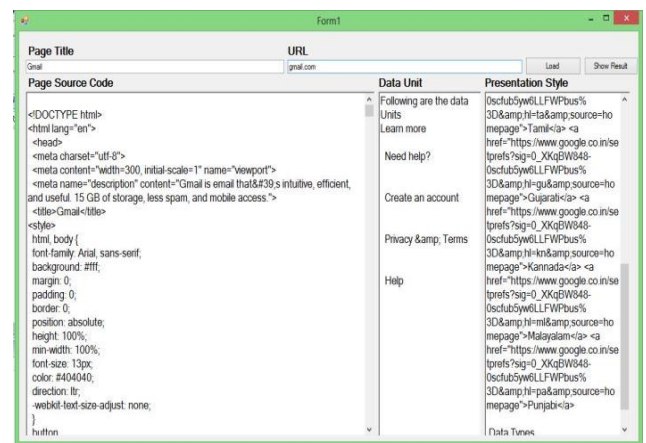 Form1
Page Title
URL
Gmail
gmail.com
Load
Show Result
Page Source Code
Data Unit
Presentation Style
<!DOCTYPE html>
<html lang="en">
<head>
<meta charset="utf-8">
<meta content="width=300, initial-scale=1" name="viewport">
<meta name="description" content="Gmail is email that&#39;s intuitive, efficient,
and useful. 15 GB of storage, less spam, and mobile access.">
<title>Gmail</title>
<style>
html, body {
font-family: Arial, sans-serif;
background: #fff;
margin: 0;
padding: 0;
border: 0;
position: absolute;
height: 100%;
min-width: 100%;
font-size: 13px;
color: #404040;
direction: ltr;
-webkit-text-size-adjust: none;
}
button
Following are the data
Units
Learn more
Need help?
Create an account
Privacy &amp; Terms
Help
0scfub5yw6LLFWPbus%
3D&amp;hl=ta&amp;source=ho
mepage">Tamil</a> <a
href="https://www.google.co.in/se
tprefs?sig=0_XKqBW848-
0scfub5yw6LLFWPbus%
3D&amp;hl=gu&amp;source=ho
mepage">Gujarati</a> <a
href="https://www.google.co.in/se
tprefs?sig=0_XKqBW848-
0scfub5yw6LLFWPbus%
3D&amp;hl=kn&amp;source=ho
mepage">Kannada</a> <a
href="https://www.google.co.in/se
tprefs?sig=0_XKqBW848-
0scfub5yw6LLFWPbus%
3D&amp;hl=ml&amp;source=ho
mepage">Malayalam</a> <a
href="https://www.google.co.in/se
tprefs?sig=0_XKqBW848-
0scfub5yw6LLFWPbus%
3D&amp;hl=pa&amp;source=ho
mepage">Punjabi</a>
Data Types